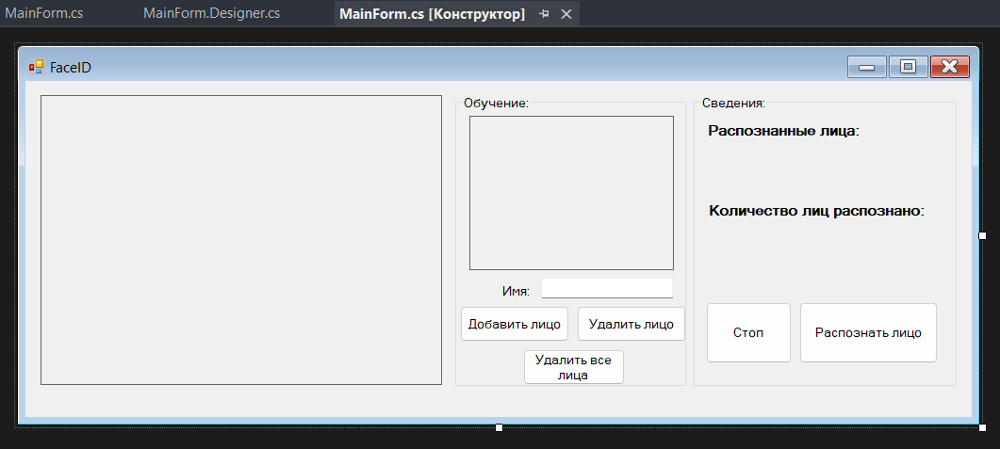 MainForm.cs
MainForm.Designer.cs
MainForm.cs [Конструктор]
FaceID
Обучение:
Имя:
Добавить лицо
Удалить лицо
Удалить все
лица
Сведения:
Распознанные лица:
Количество лиц распознано:
Стоп
Распознать лицо